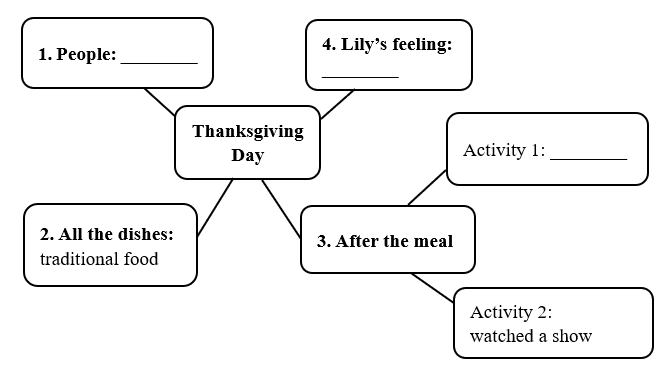 1. People: ________
4. Lily’s feeling:
________
Thanksgiving
Day
Activity 1: ________
2. All the dishes:
traditional food
3. After the meal
Activity 2:
watched a show